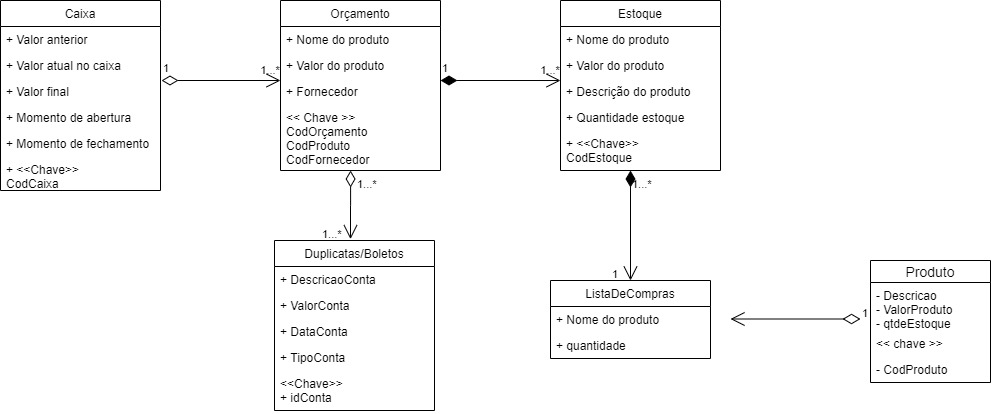 Caixa
+ Valor anterior
+ Valor atual no caixa
+ Valor final
+ Momento de abertura
+ Momento de fechamento
+ <<Chave>>
CodCaixa
1
1...*
Orçamento
+ Nome do produto
+ Valor do produto
+ Fornecedor
<< Chave >>
CodOrçamento
CodProduto
CodFornecedor
1
1...*
Estoque
+ Nome do produto
+ Valor do produto
+ Descrição do produto
+ Quantidade estoque
+ <<Chave>>
CodEstoque
1...*
1...*
Duplicatas/Boletos
+ DescricaoConta
+ ValorConta
+ DataConta
+ TipoConta
<<Chave>>
+ idConta
1...*
1
ListaDeCompras
+ Nome do produto
+ quantidade
1
Produto
- Descricao
- ValorProduto
- qtdeEstoque
<< chave >>
- CodProduto